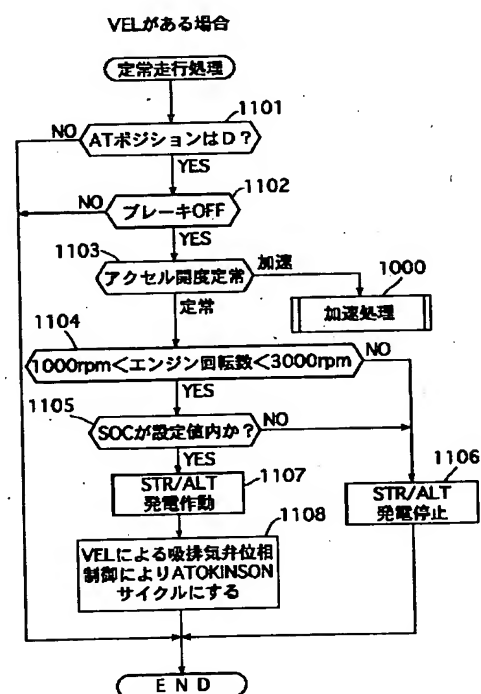 VELがある場合
定常走行処理
1101
NO
ATポジションはD?
YES
1102
NO
ブレーキOFF
YES
1103
アクセル開度定常
加速
1000
加速処理
定常
1104
1000rpm<エンジン回転数<3000rpm
NO
YES
1105
SOCが設定値内か?
NO
YES
1107
STR/ALT
発電作動
1106
STR/ALT
発電停止
1108
VELによる吸排気弁位相
制御によりATOKINSON
サイクルにする
END